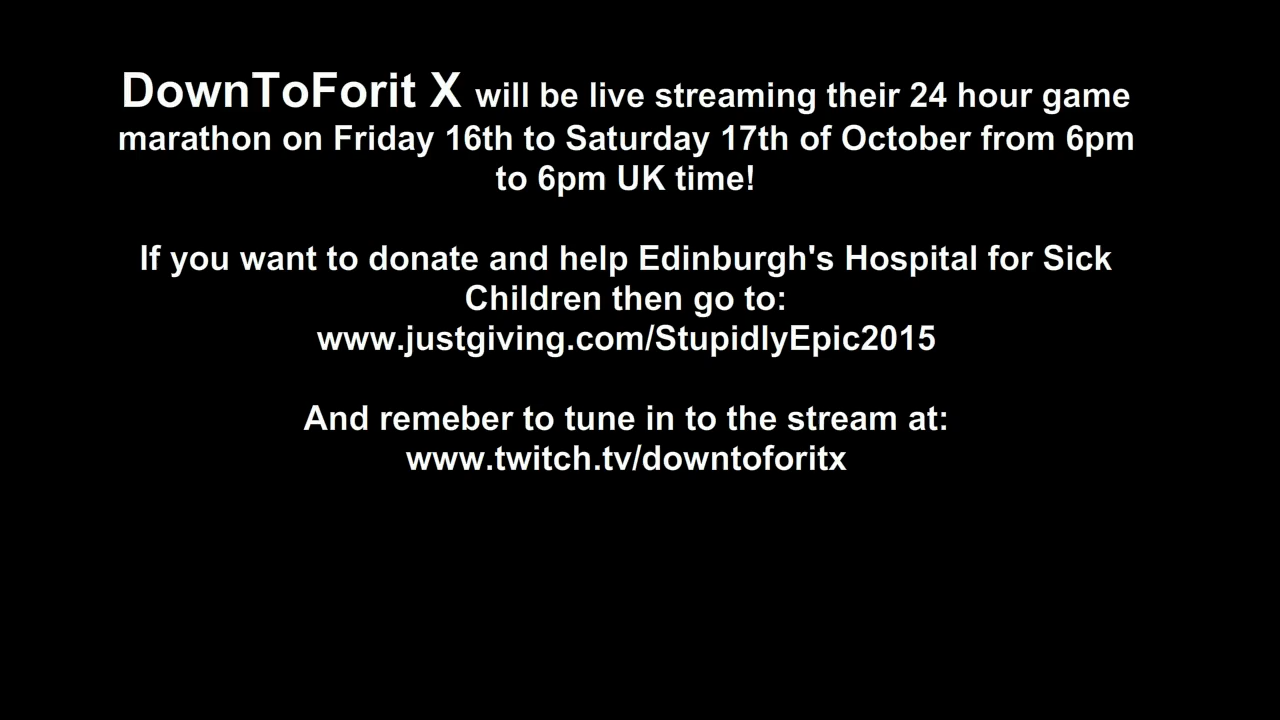 DownToForit X will be live streaming their 24 hour game
marathon on Friday 16th to Saturday 17th of October from 6pm
to 6pm UK time!
If you want to donate and help Edinburgh's Hospital for Sick
Children then go to:
www.justgiving.com/StupidlyEpic2015
And remeber to tune in to the stream at:
www.twitch.tv/downtoforitx